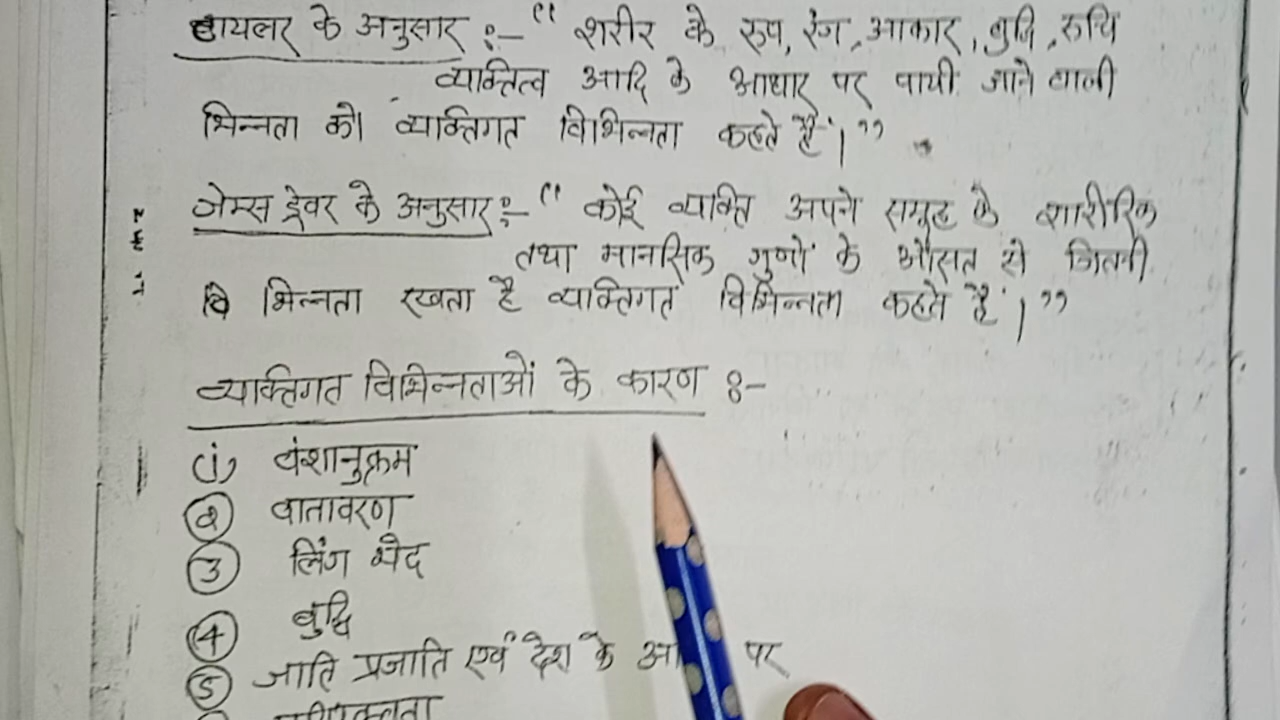 टायलर के अनुसार :- "शरीर के रुप, रंग, आकार, बुद्धि, रुचि
व्यक्तित्व आदि के आधार पर पायी जाने वाली
भिन्नता को व्यक्तिगत विभिन्नता कहते हैं।"
जेम्स ड्रेवर के अनुसार :- "कोई व्यक्ति अपने समूह के शारीरिक
तथा मानसिक गुणों के औसत से जितनी
भिन्नता रखता है व्यक्तिगत विभिन्नता कहते हैं।"
व्यक्तिगत विभिन्नताओं के कारण :-
(1) वंशानुक्रम
(2) वातावरण
(3) लिंग भेद
(4) बुद्धि
(5) जाति प्रजाति एवं देश के पर